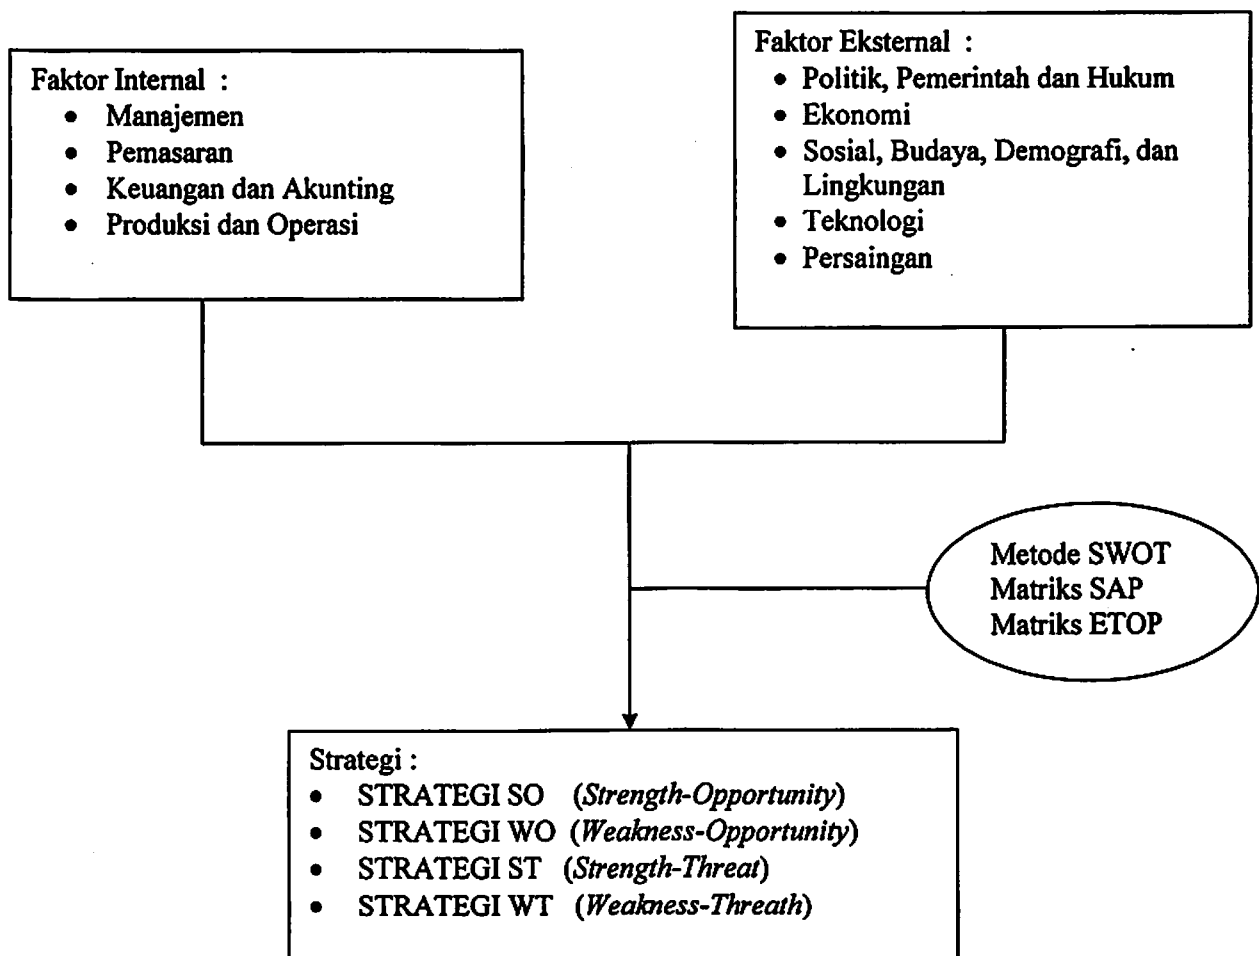 Faktor Internal :
• Manajemen
• Pemasaran
• Keuangan dan Akunting
• Produksi dan Operasi
Faktor Eksternal :
• Politik, Pemerintah dan Hukum
• Ekonomi
• Sosial, Budaya, Demografi, dan
Lingkungan
• Teknologi
• Persaingan
Metode SWOT
Matriks SAP
Matriks ETOP
Strategi :
• STRATEGI SO (Strength-Opportunity)
• STRATEGI WO (Weakness-Opportunity)
• STRATEGI ST (Strength-Threat)
• STRATEGI WT (Weakness-Threath)